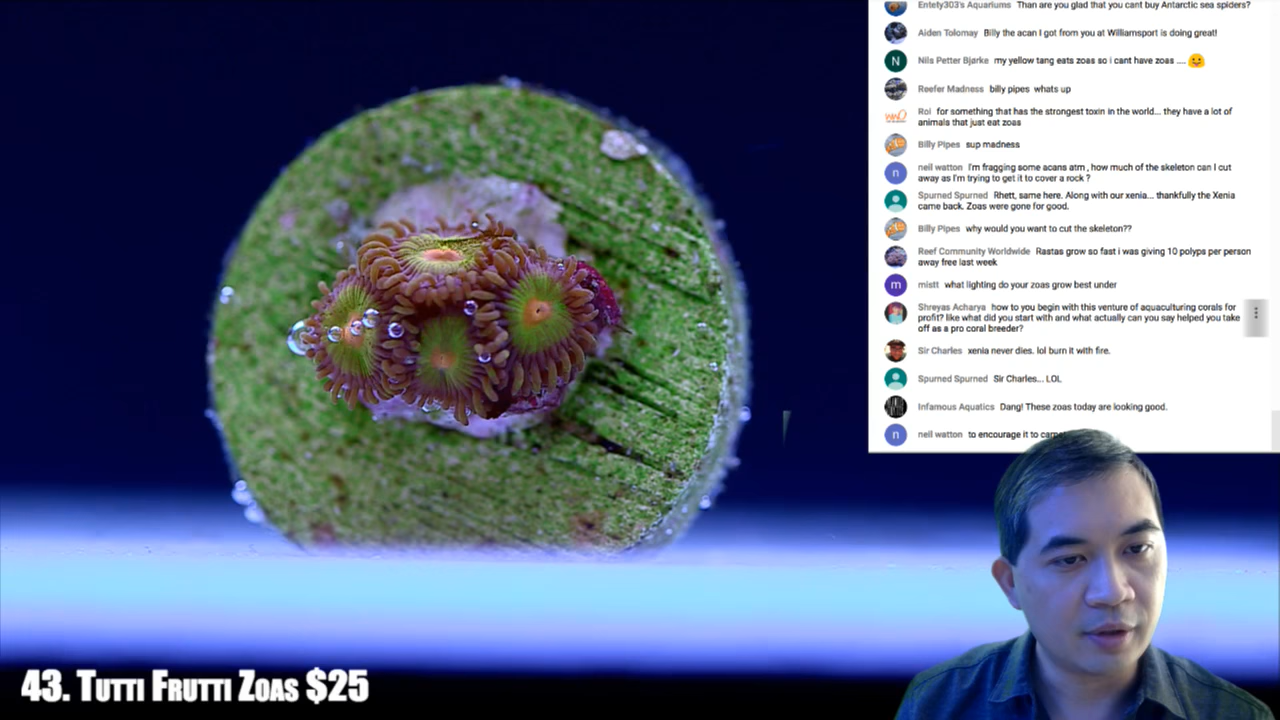 Entety303's Aquariums Than are you glad that you cant buy Antarctic sea spiders?
Aiden Tolomay Billy the acan I got from you at Williamsport is doing great!
N
Nils Petter Bjørke my yellow tang eats zoas so i cant have zoas ....
Reefer Madness billy pipes whats up
Roi for something that has the strongest toxin in the world... they have a lot of
animals that just eat zoas
Billy Pipes sup madness
n
neil watton I'm fragging some acans atm , how much of the skeleton can I cut
away as I'm trying to get it to cover a rock ?
Spurned Spurned Rhett, same here. Along with our xenia... thankfully the Xenia
came back. Zoas were gone for good.
Billy Pipes why would you want to cut the skeleton??
Reef Community Worldwide Rastas grow so fast i was giving 10 polyps per person
away free last week
m
mistt what lighting do your zoas grow best under
Shreyas Acharya how to you begin with this venture of aquaculturing corals for
profit? like what did you start with and what actually can you say helped you take
off as a pro coral breeder?
Sir Charles xenia never dies. lol burn it with fire.
Spurned Spurned Sir Charles... LOL
Infamous Aquatics Dang! These zoas today are looking good.
n
neil watton to encourage it to
43. Tutti Frutti Zoas $25